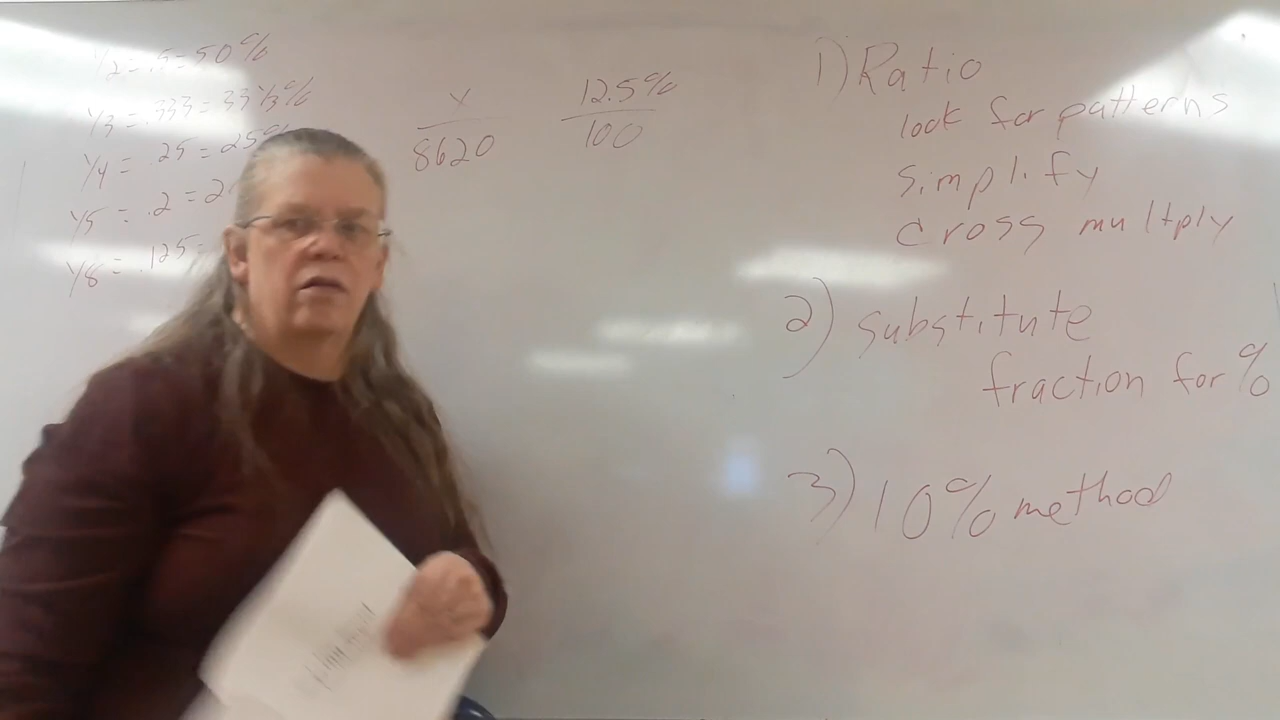 1/2 = .5 = 50%
1/3 = .333 = 33 1/3%
1/4 = .25 = 25%
1/5 = .2 = 2
1/8 = .125 =
x 12.5%
8620 100
1) Ratio
look for patterns
simplify
cross multply
2) substitute
fraction for %
3) 10% method